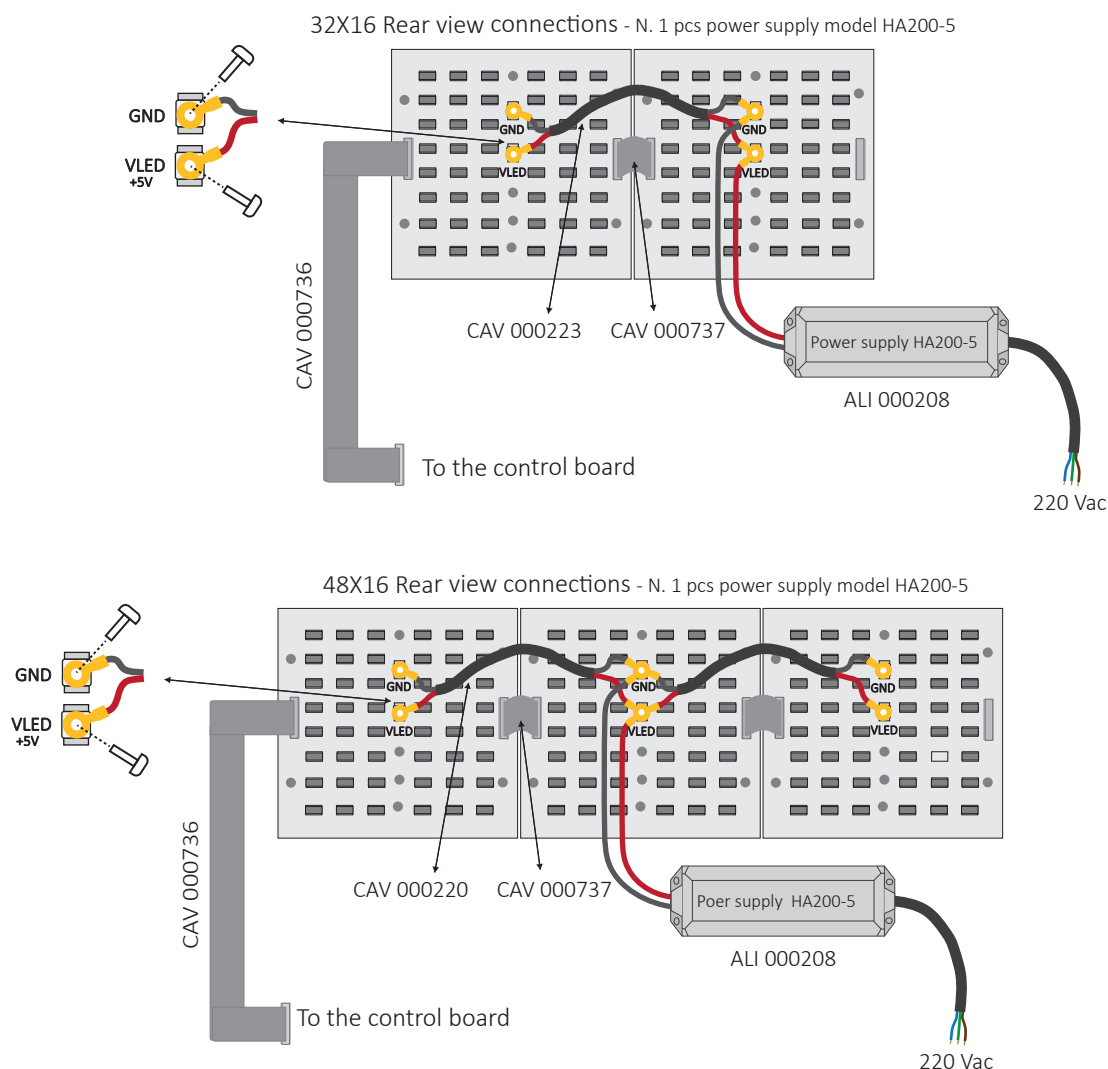 32X16 Rear view connections - N. 1 pcs power supply model HA200-5
GND
VLED
+5V
GND
VLED
GND
VLED
CAV 000736
CAV 000223
CAV 000737
Power supply HA200-5
ALI 000208
To the control board
220 Vac
48X16 Rear view connections - N. 1 pcs power supply model HA200-5
GND
VLED
+5V
GND
VLED
GND
VLED
GND
VLED
CAV 000736
CAV 000220
CAV 000737
Poer supply HA200-5
ALI 000208
To the control board
220 Vac